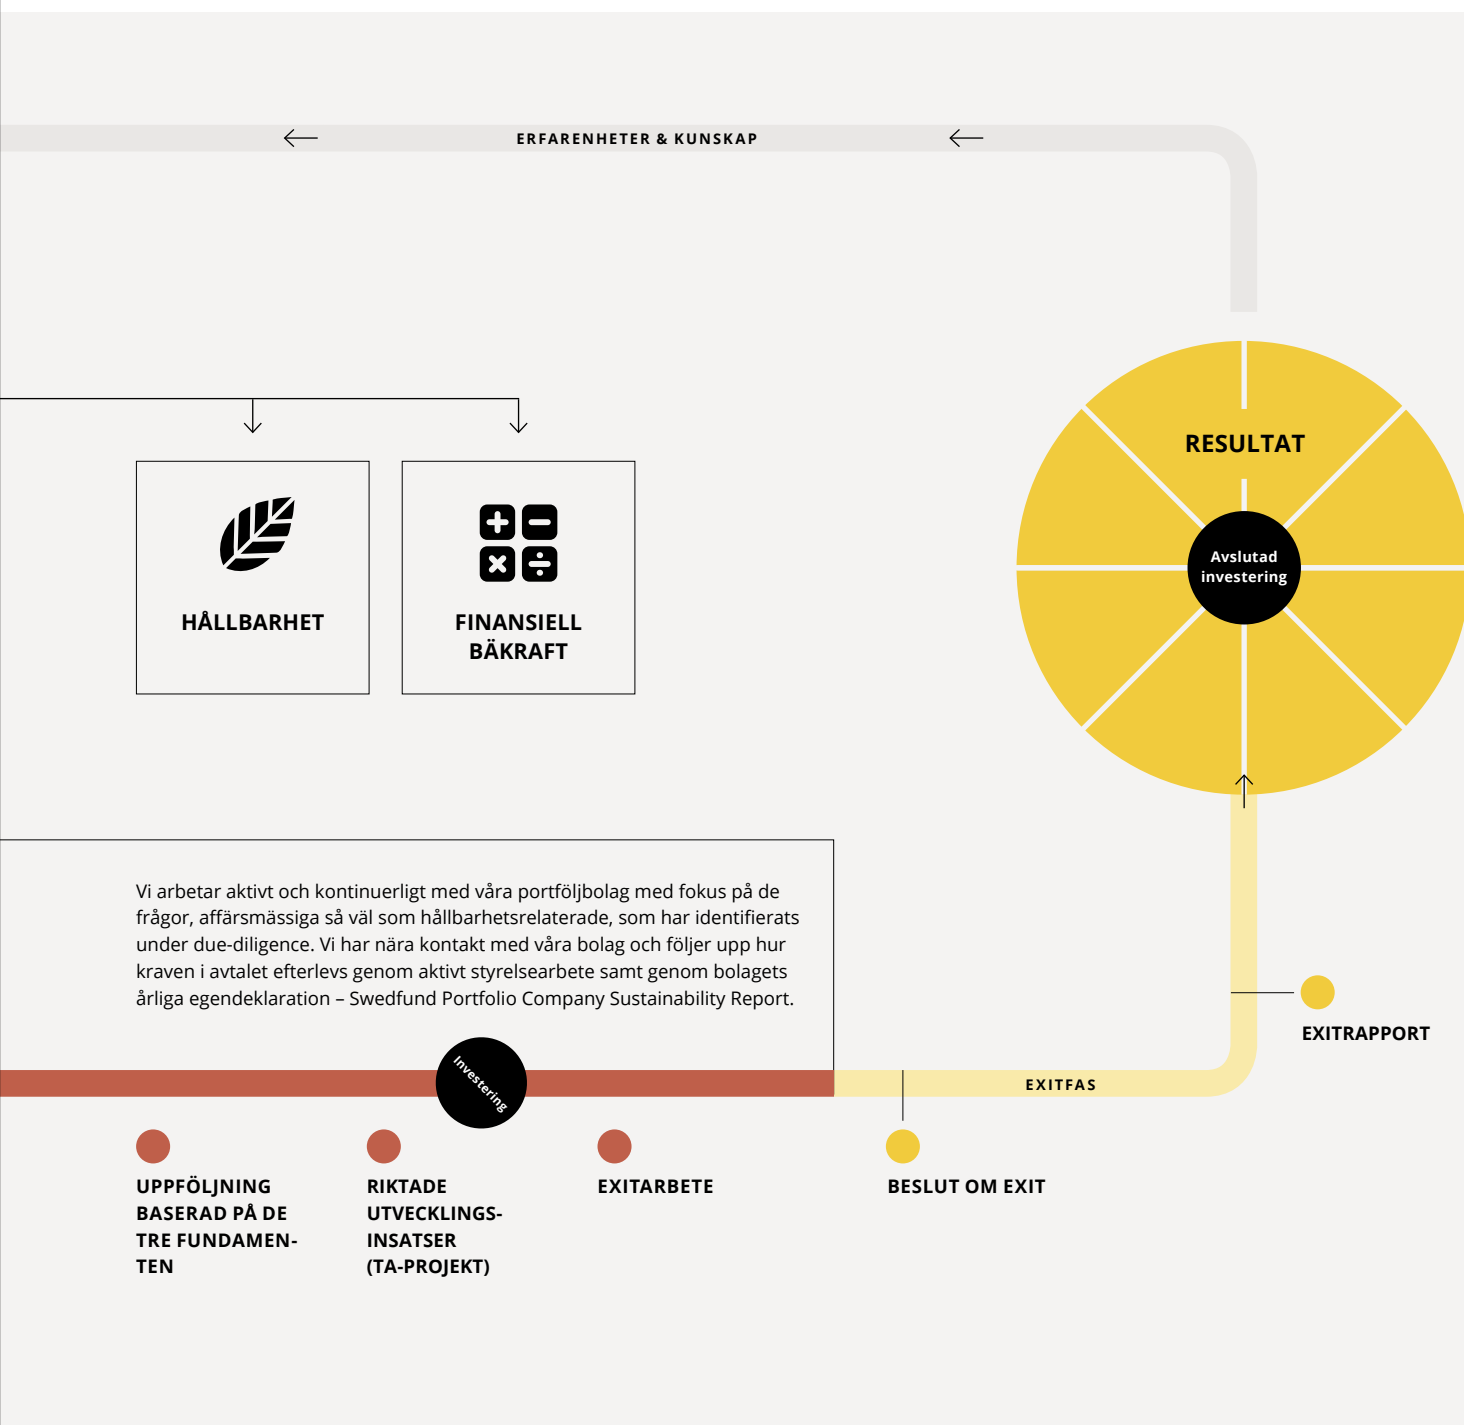 ERFARENHETER & KUNSKAP
RESULTAT
Avslutad
investering
HÅLLBARHET
FINANSIELL
BÄKRAFT
Vi arbetar aktivt och kontinuerligt med våra portföljbolag med fokus på de
frågor, affärsmässiga så väl som hållbarhetsrelaterade, som har identifierats
under due-diligence. Vi har nära kontakt med våra bolag och följer upp hur
kraven i avtalet efterlevs genom aktivt styrelsearbete samt genom bolagets
årliga egendeklaration – Swedfund Portfolio Company Sustainability Report.
EXITRAPPORT
Investering
EXITFAS
UPPFÖLJNING
BASERAD PÅ DE
TRE FUNDAMEN-
TEN
RIKTADE
UTVECKLINGS-
INSATSER
(TA-PROJEKT)
EXITARBETE
BESLUT OM EXIT